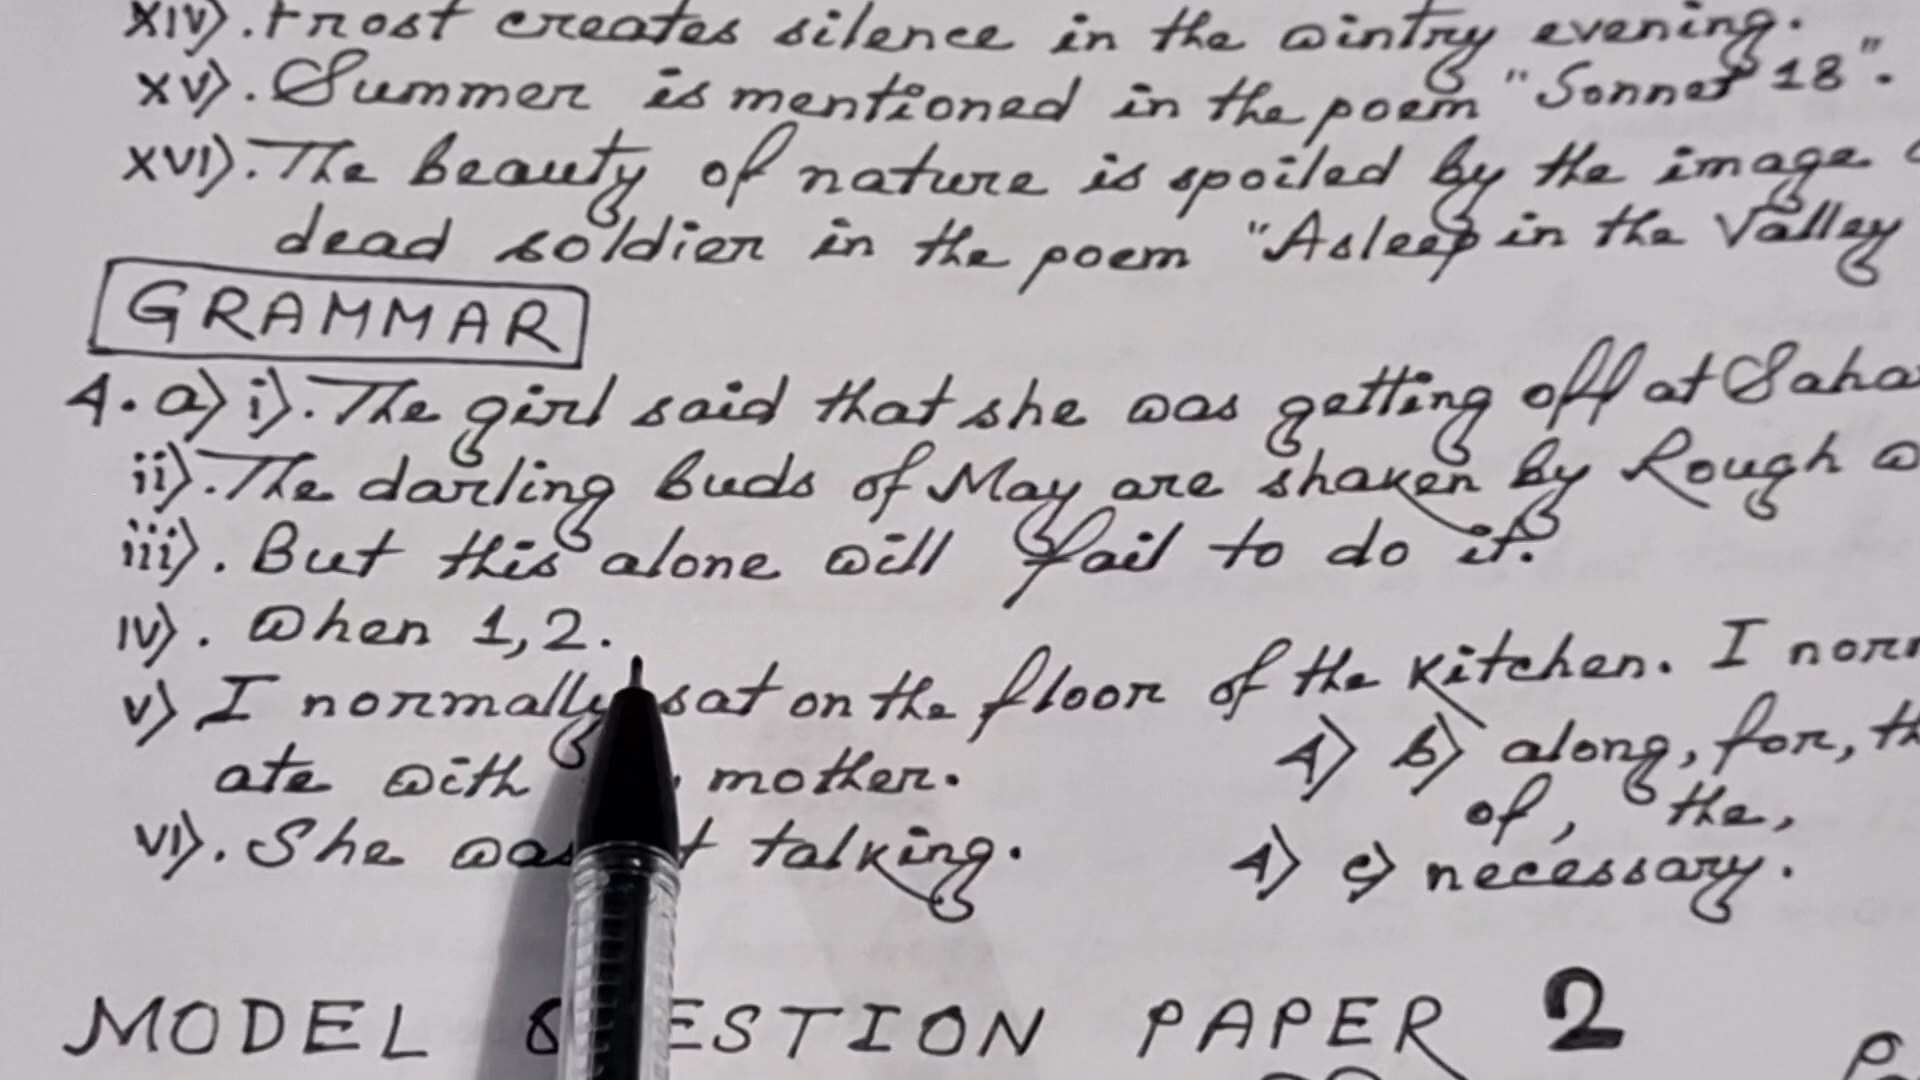 xiv). Frost creates silence in the wintry evening.
xv). Summer is mentioned in the poem "Sonnet 18".
xvi). The beauty of nature is spoiled by the image
dead soldier in the poem "Asleep in the Valley
GRAMMAR
4. a) i). The girl said that she was getting off at Saha
ii). The darling buds of May are shaken by Rough
iii). But this alone will fail to do it.
iv). When 1, 2.
v) I normally sat on the floor of the kitchen. I
ate with mother.
4) b) along, for,
of, the,
vi). She talking.
4) c) necessary.
MODEL PAPER 2